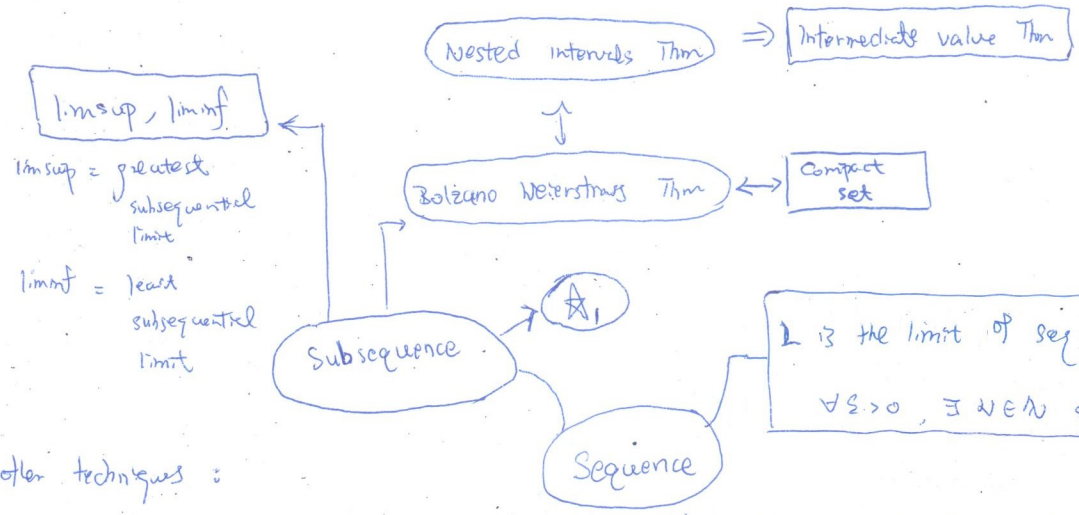 Nested intervals Thm
⇒ Intermediate value Thm
limsup, liminf
limsup = greatest
subsequential
limit
liminf = least
subsequential
limit
Bolzano Weierstrass Thm
Compact
set
☆₁
Subsequence
L is the limit of seq
∀ε>0, ∃ N∈ℕ
Sequence
other techniques :